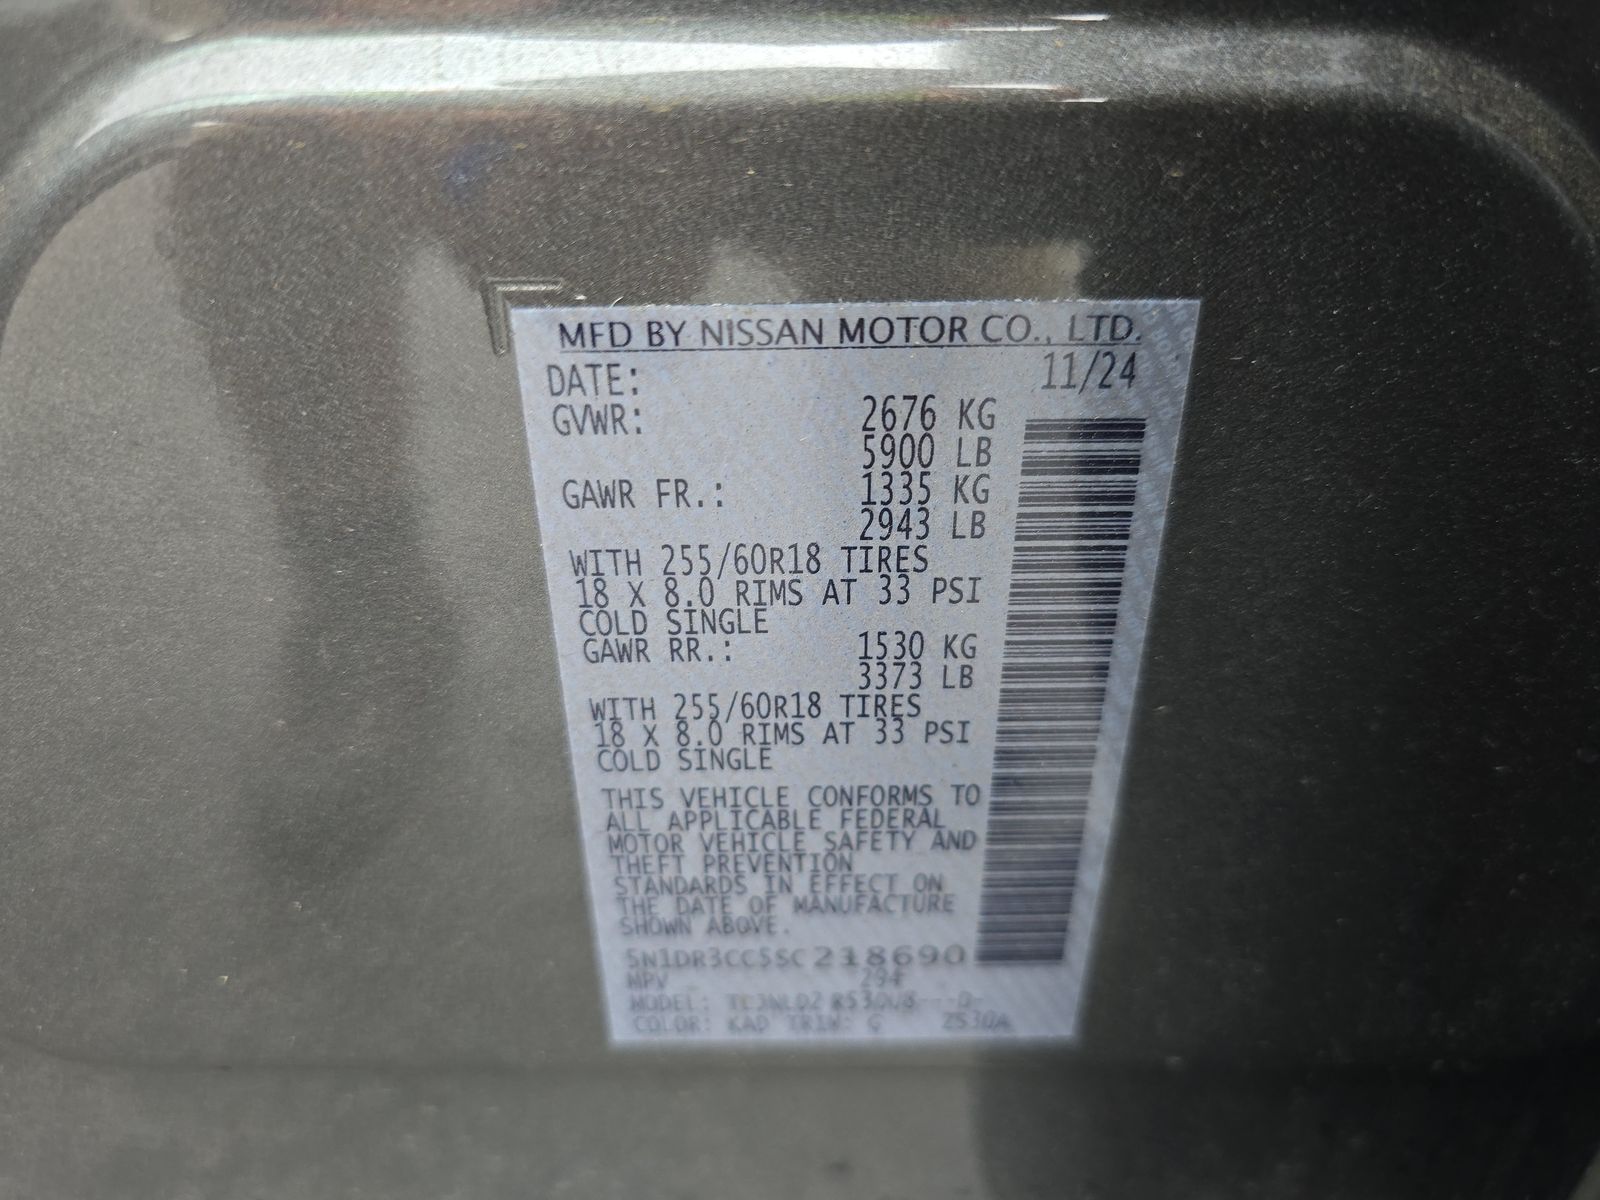 MFD BY NISSAN MOTOR CO., LTD.
DATE: 11/24
GVWR: 2676 KG
5900 LB
GAWR FR.: 1335 KG
2943 LB
WITH 255/60R18 TIRES
18 X 8.0 RIMS AT 33 PSI
COLD SINGLE
GAWR RR.: 1530 KG
3373 LB
WITH 255/60R18 TIRES
18 X 8.0 RIMS AT 33 PSI
COLD SINGLE
THIS VEHICLE CONFORMS TO
ALL APPLICABLE FEDERAL
MOTOR VEHICLE SAFETY AND
THEFT PREVENTION
STANDARDS IN EFFECT ON
THE DATE OF MANUFACTURE
SHOWN ABOVE.
5N1DR3CC5SC218690
MPV
MODEL:
COLOR: KAD TRIM: G